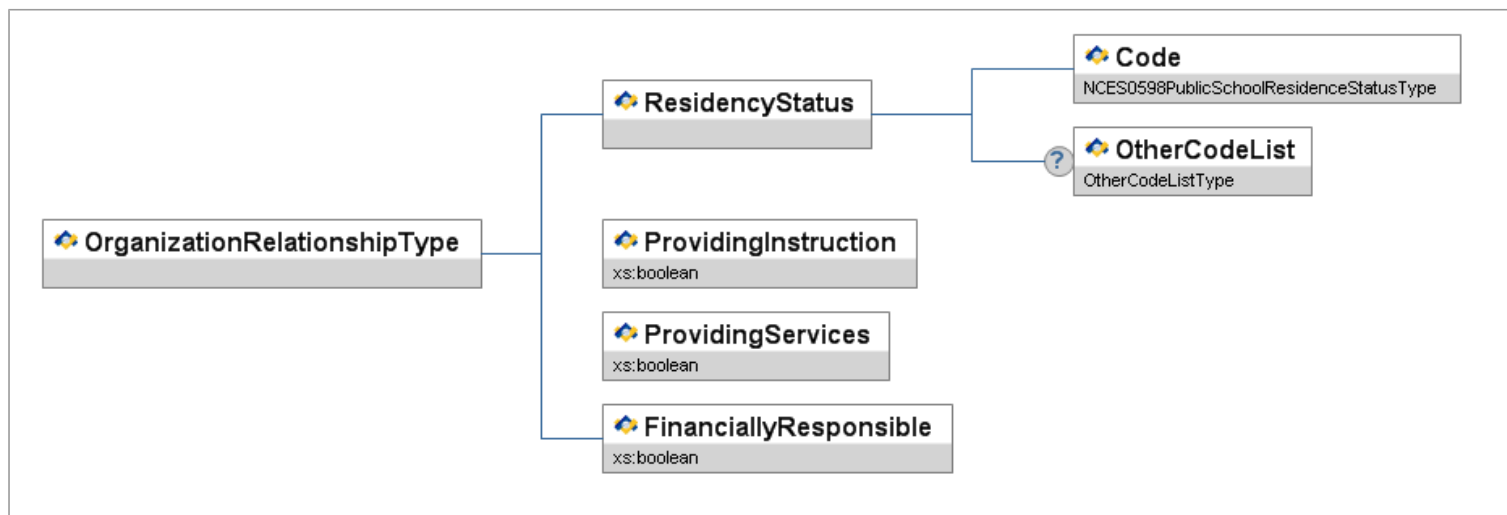 OrganizationRelationshipType
ResidencyStatus
Code
NCES0598PublicSchoolResidenceStatusType
?
OtherCodeList
OtherCodeListType
ProvidingInstruction
xs:boolean
ProvidingServices
xs:boolean
FinanciallyResponsible
xs:boolean